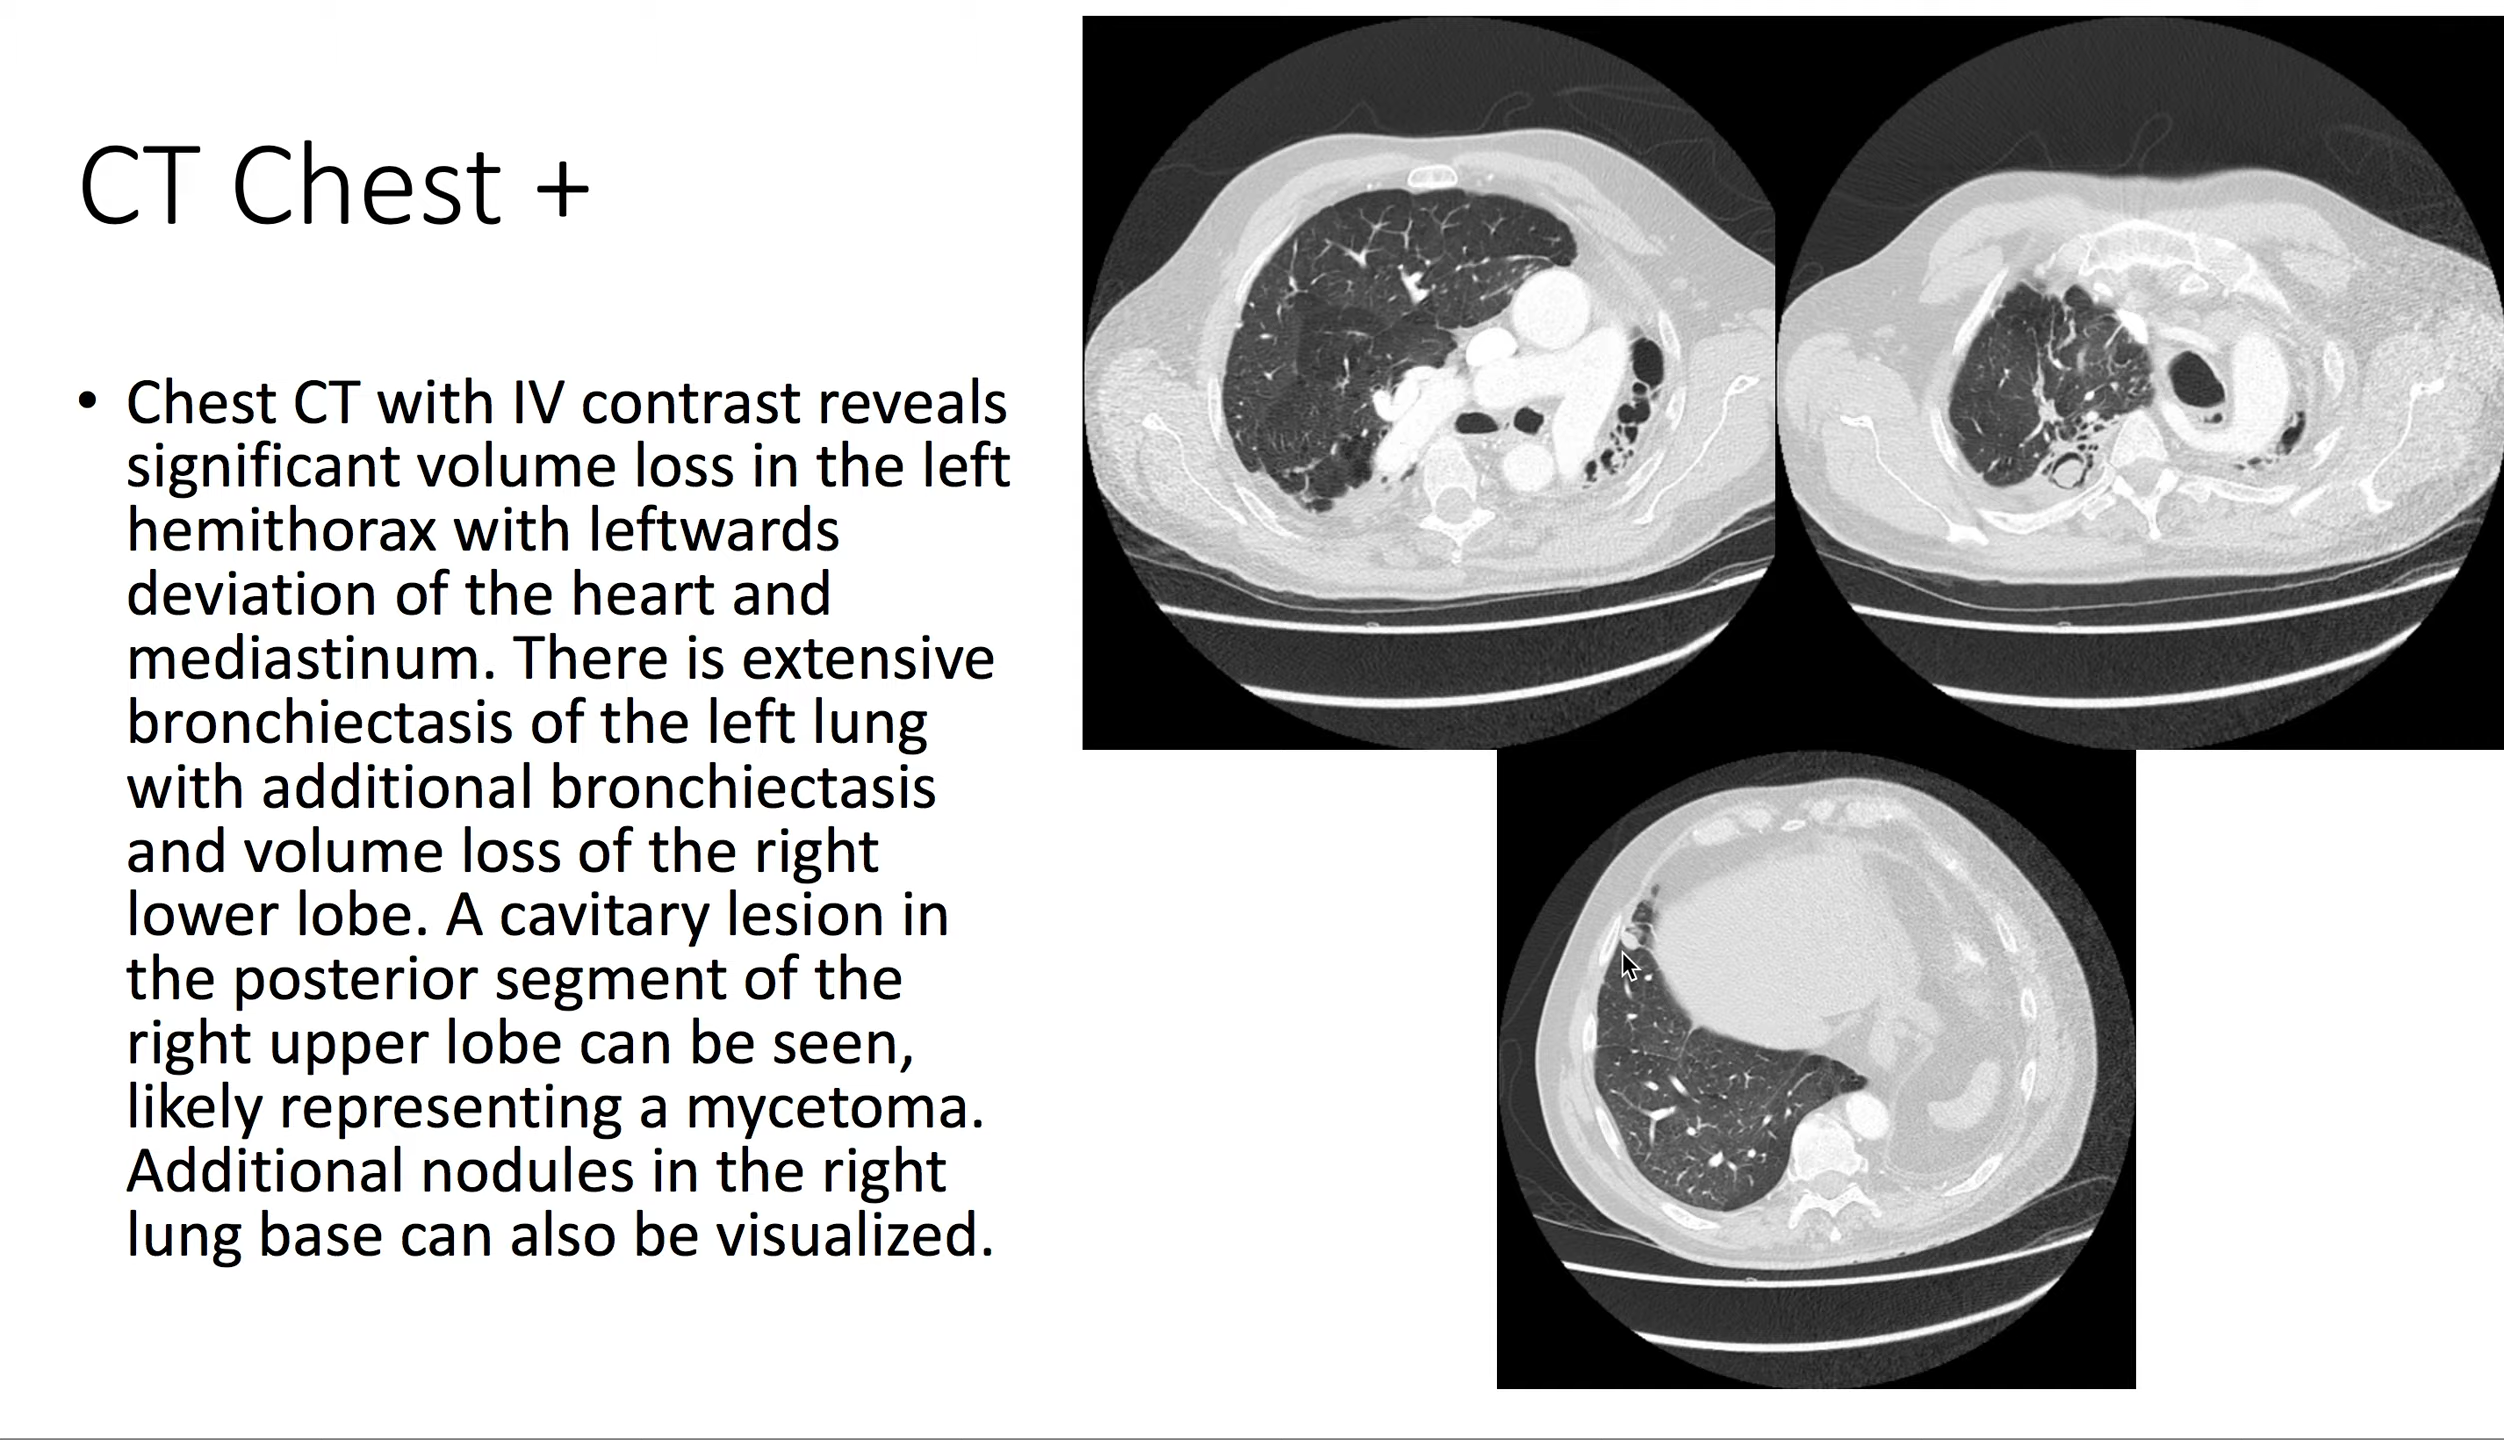 CT Chest +
• Chest CT with IV contrast reveals
significant volume loss in the left
hemithorax with leftwards
deviation of the heart and
mediastinum. There is extensive
bronchiectasis of the left lung
with additional bronchiectasis
and volume loss of the right
lower lobe. A cavitary lesion in
the posterior segment of the
right upper lobe can be seen,
likely representing a mycetoma.
Additional nodules in the right
lung base can also be visualized.